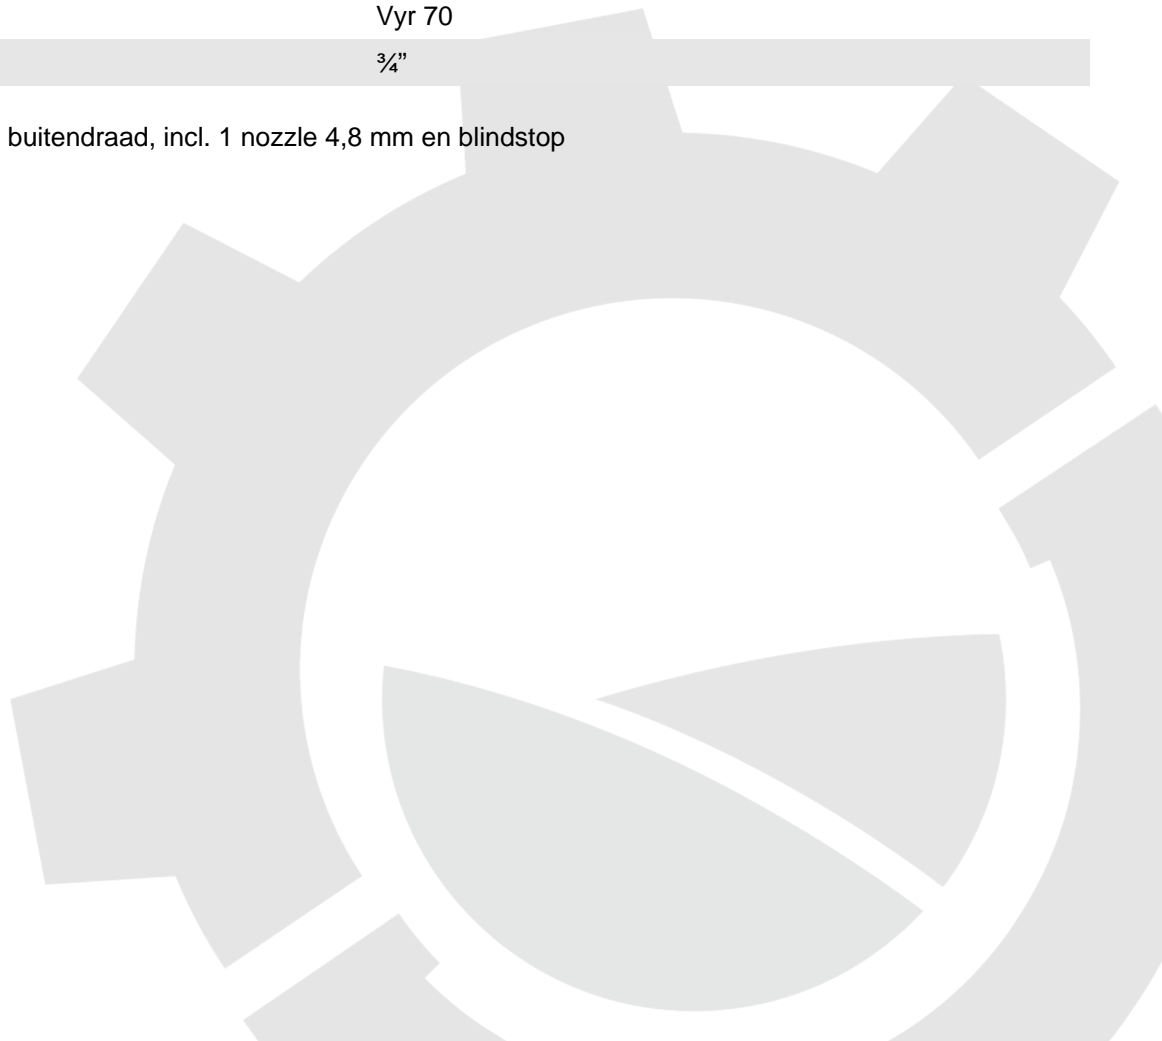 Vyr 70
¾”
buitendraad, incl. 1 nozzle 4,8 mm en blindstop